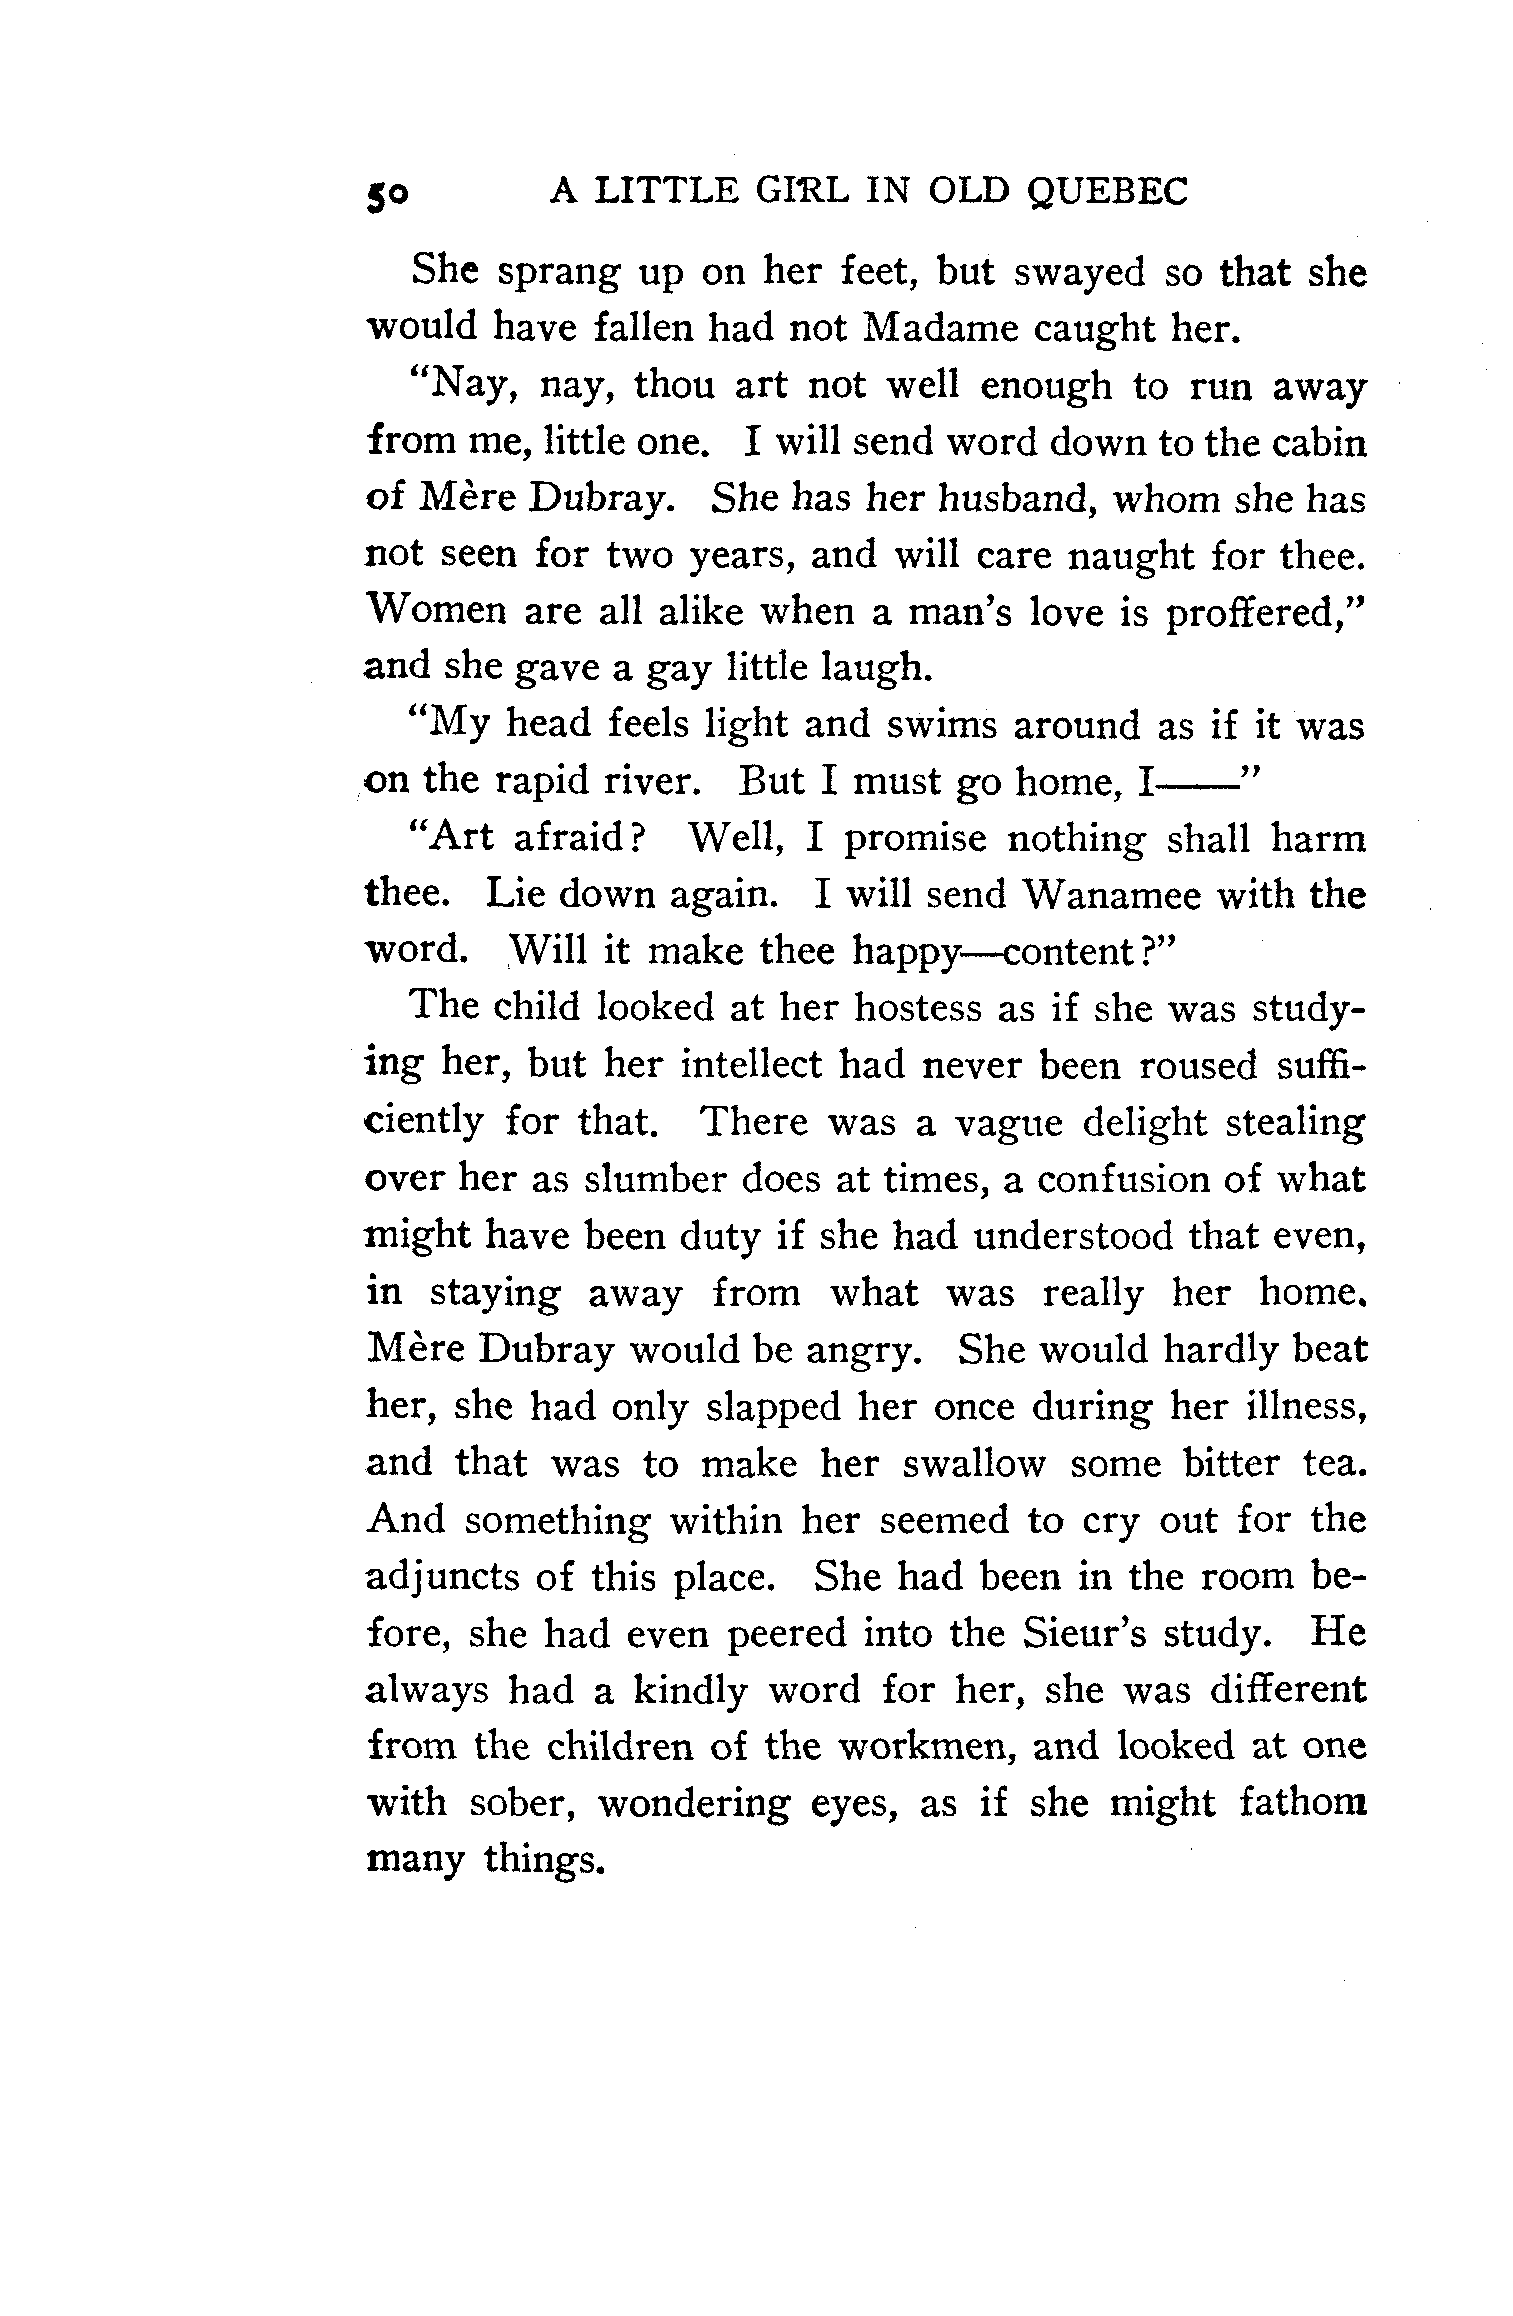 50 A LITTLE GIRL IN OLD QUEBEC
She sprang up on her feet, but swayed so that she
would have fallen had not Madame caught her.
“Nay, nay, thou art not well enough to run away
from me, little one. I will send word down to the cabin
of Mère Dubray. She has her husband, whom she has
not seen for two years, and will care naught for thee.
Women are all alike when a man’s love is proffered,”
and she gave a gay little laugh.
“My head feels light and swims around as if it was
on the rapid river. But I must go home, I——”
“Art afraid? Well, I promise nothing shall harm
thee. Lie down again. I will send Wanamee with the
word. Will it make thee happy—content?”
The child looked at her hostess as if she was study-
ing her, but her intellect had never been roused suffi-
ciently for that. There was a vague delight stealing
over her as slumber does at times, a confusion of what
might have been duty if she had understood that even,
in staying away from what was really her home.
Mère Dubray would be angry. She would hardly beat
her, she had only slapped her once during her illness,
and that was to make her swallow some bitter tea.
And something within her seemed to cry out for the
adjuncts of this place. She had been in the room be-
fore, she had even peered into the Sieur’s study. He
always had a kindly word for her, she was different
from the children of the workmen, and looked at one
with sober, wondering eyes, as if she might fathom
many things.